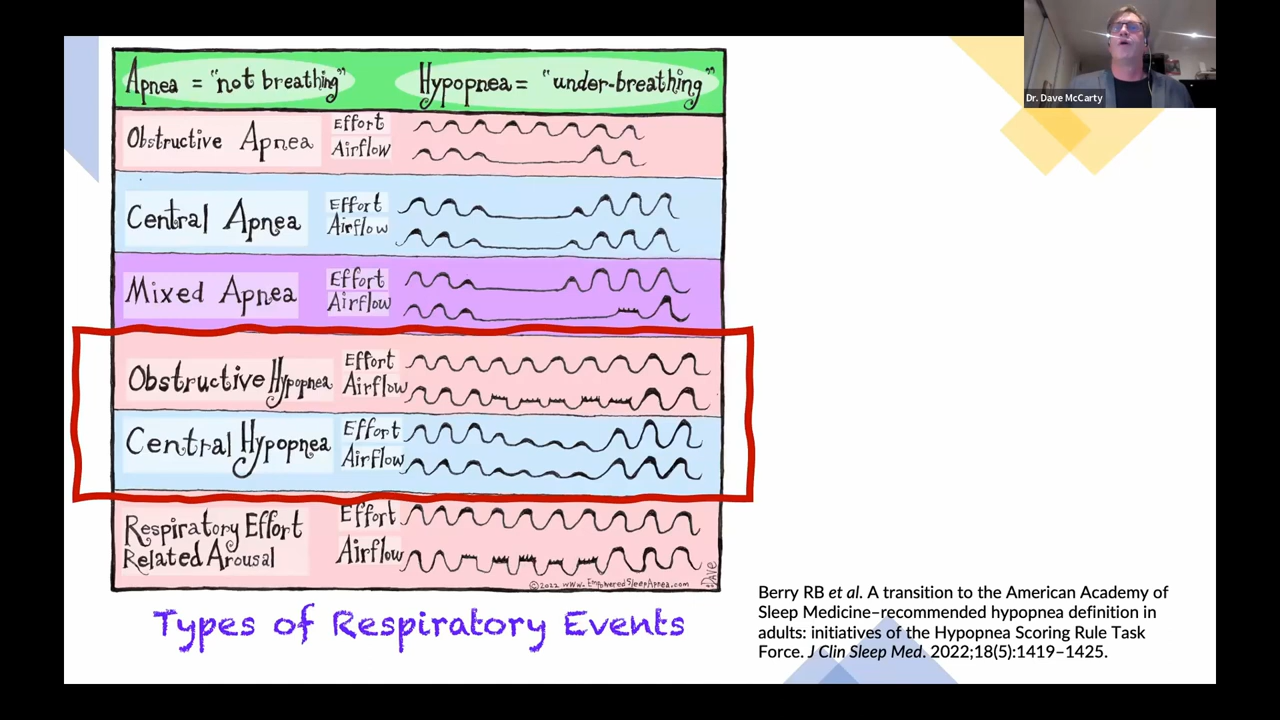 Dr. Dave McCarty
Apnea = "not breathing" Hypopnea = "under-breathing"
Obstructive Apnea Effort
Airflow
Central Apnea Effort
Airflow
Mixed Apnea Effort
Airflow
Obstructive Hypopnea Effort
Airflow
Central Hypopnea Effort
Airflow
Respiratory Effort
Related Arousal
Effort
Airflow
©2022 www.EmpoweredSleepApnea.com
:DAVE
Types of Respiratory Events
Berry RB et al. A transition to the American Academy of
Sleep Medicine–recommended hypopnea definition in
adults: initiatives of the Hypopnea Scoring Rule Task
Force. J Clin Sleep Med. 2022;18(5):1419–1425.